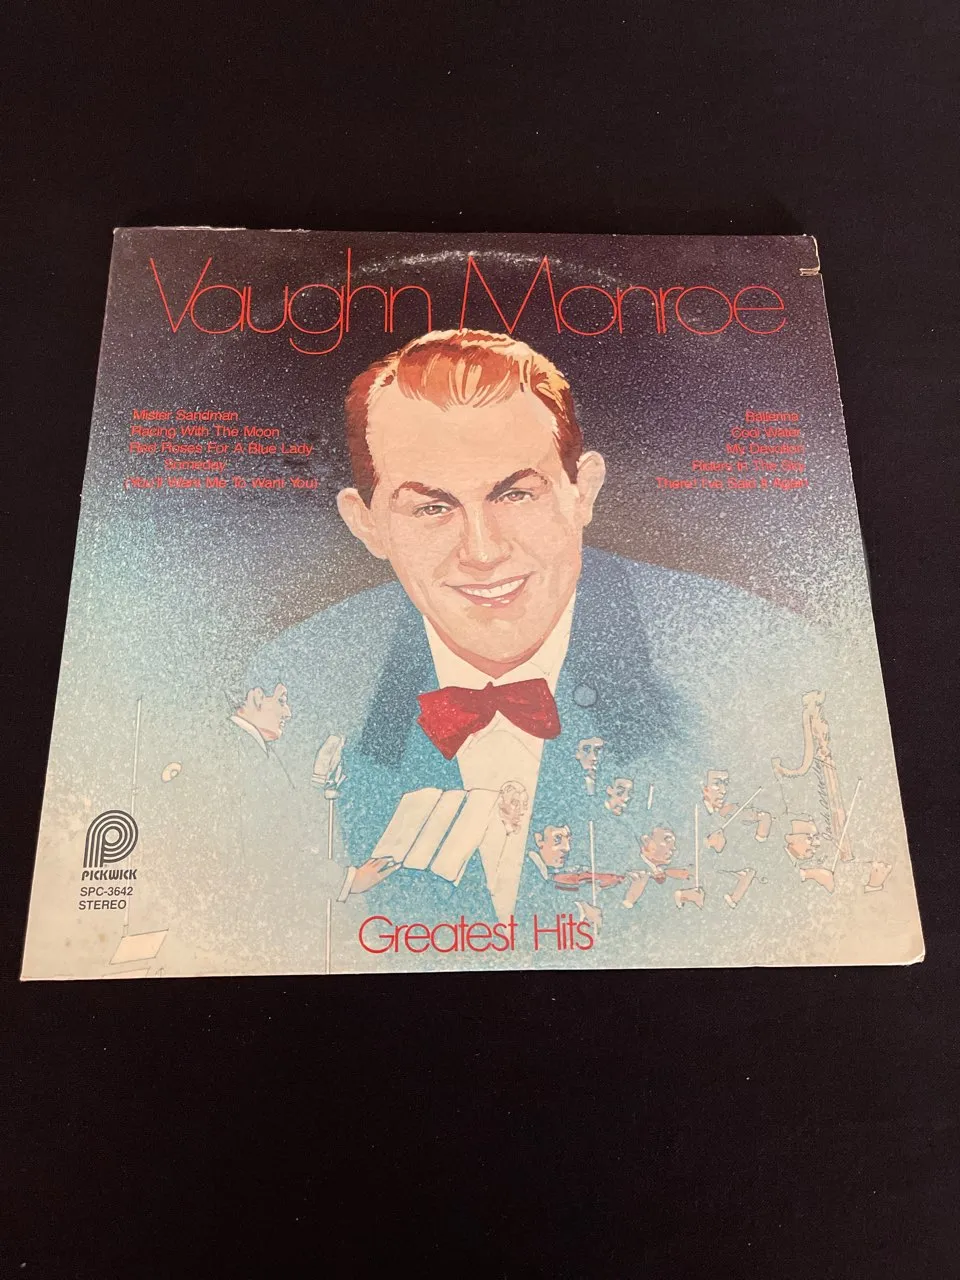 Vaughn Monroe
Mister Sandman
Racing With The Moon
Red Roses For A Blue Lady
Someday
(You'll Want Me To Want You)
Ballerina
Cool Water
My Devotion
Riders In The Sky
There! I've Said It Again
PICKWICK
SPC-3642
STEREO
Greatest Hits